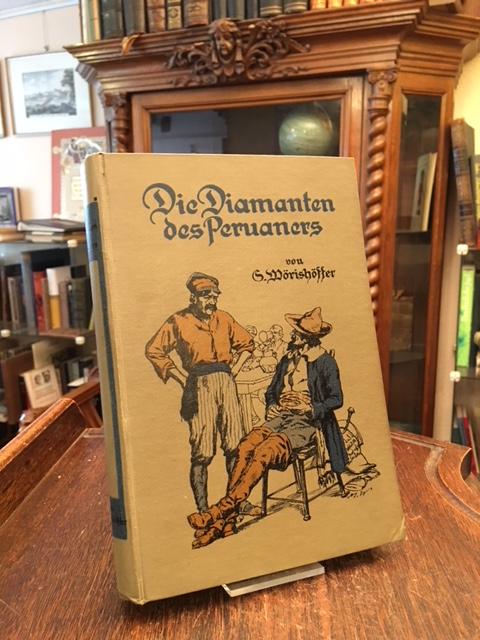 Die Diamanten
des Peruaners
von
S. Wörishöffer